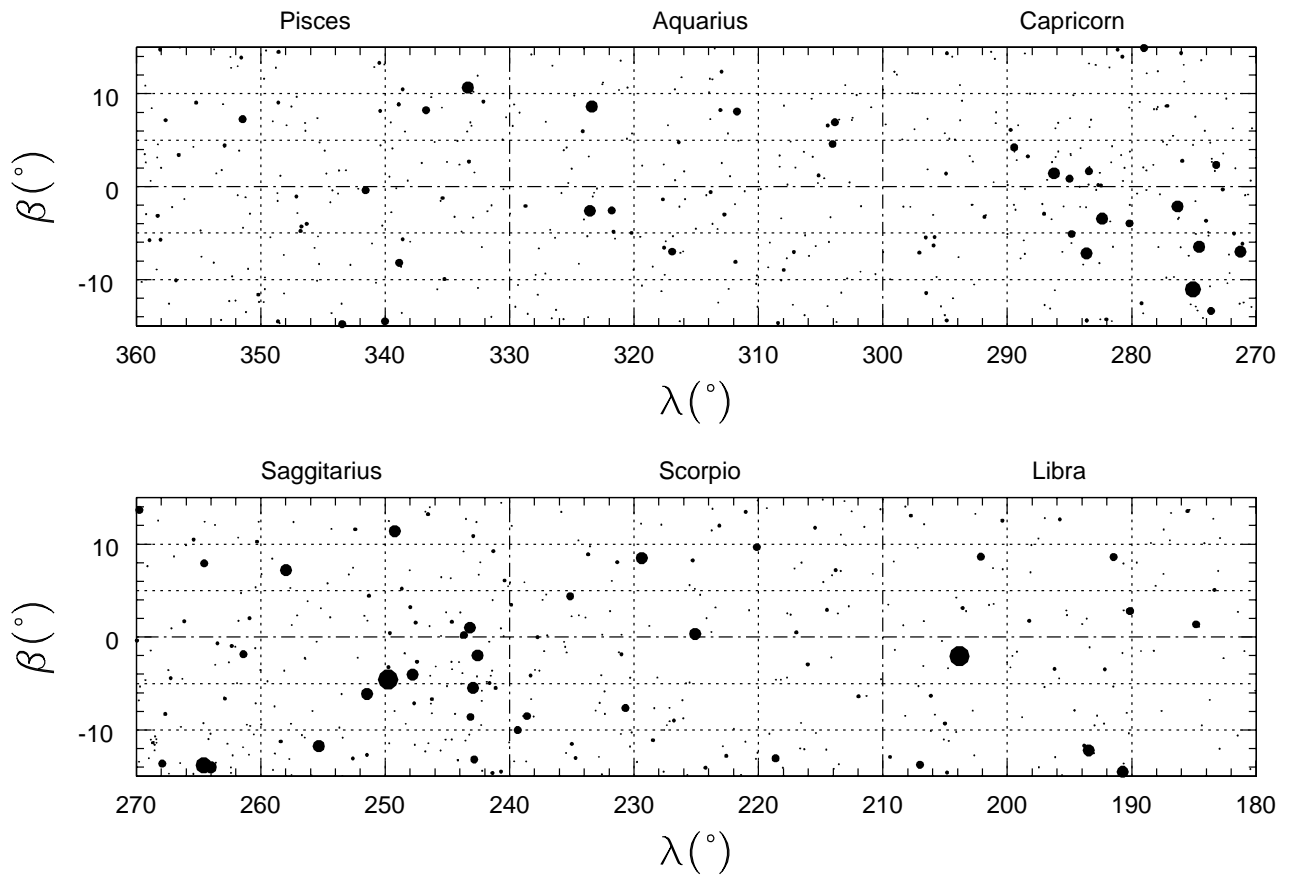 Pisces Aquarius Capricorn
10
0
-10
β(°)
360 350 340 330 320 310 300 290 280 270
λ(°)
Saggitarius Scorpio Libra
10
0
-10
β(°)
270 260 250 240 230 220 210 200 190 180
λ(°)